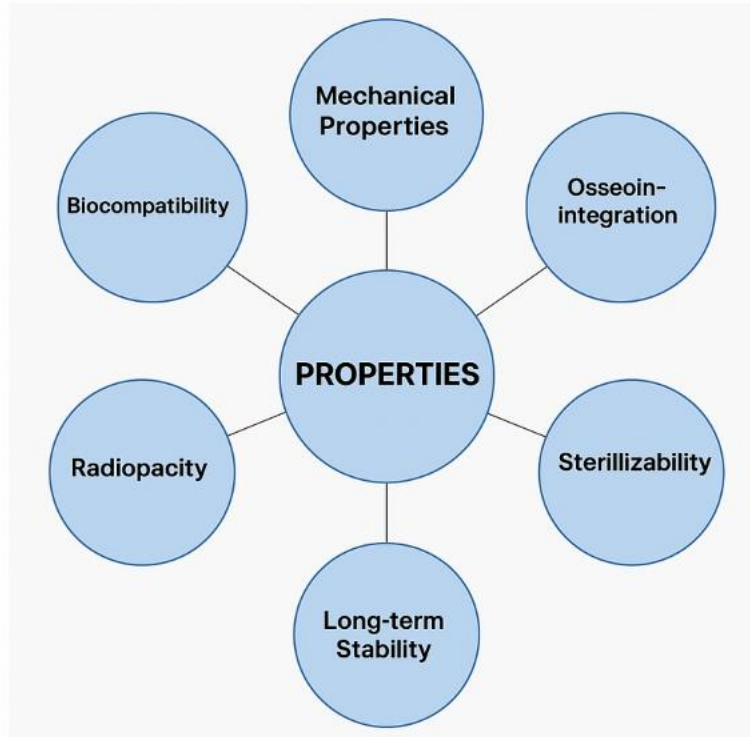 Mechanical
Properties
Biocompatibility
Osseoin-
integration
PROPERTIES
Radiopacity
Sterillizability
Long-term
Stability